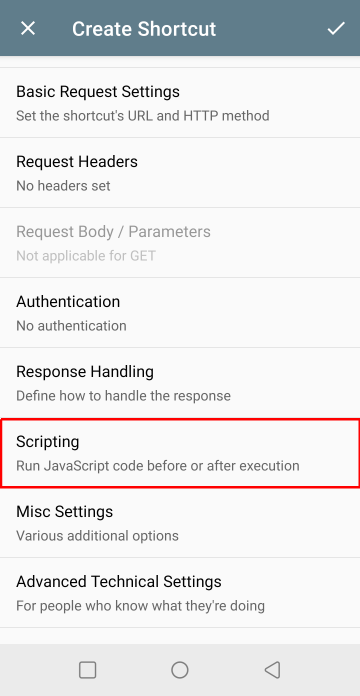 Create Shortcut
Basic Request Settings
Set the shortcut's URL and HTTP method
Request Headers
No headers set
Request Body / Parameters
Not applicable for GET
Authentication
No authentication
Response Handling
Define how to handle the response
Scripting
Run JavaScript code before or after execution
Misc Settings
Various additional options
Advanced Technical Settings
For people who know what they're doing